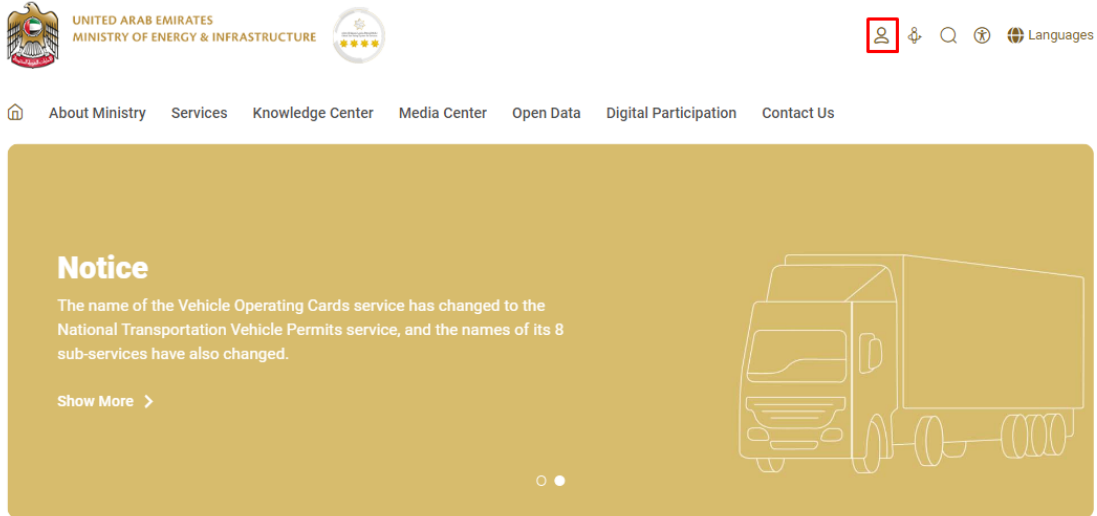 UNITED ARAB EMIRATES
MINISTRY OF ENERGY & INFRASTRUCTURE
Languages
About Ministry Services Knowledge Center Media Center Open Data Digital Participation Contact Us
Notice
The name of the Vehicle Operating Cards service has changed to the
National Transportation Vehicle Permits service, and the names of its 8
sub-services have also changed.
Show More